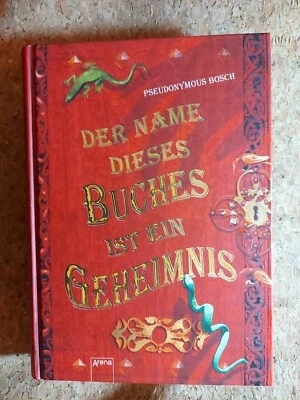 PSEUDONYMOUS BOSCH
DER NAME
DIESES
BUCHES
IST EIN
GEHEIMNIS
Arena